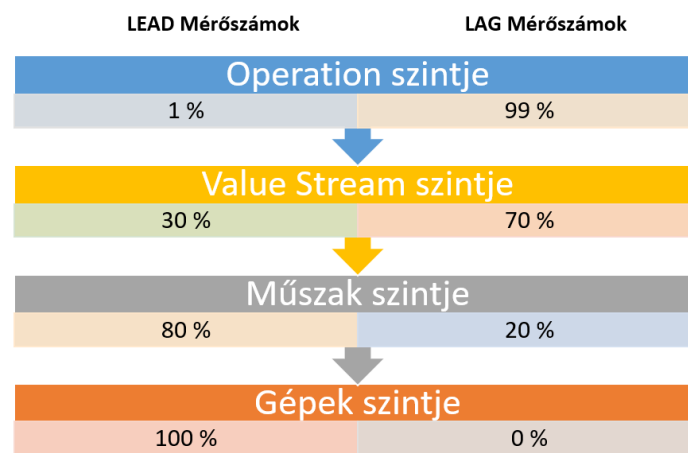 LEAD Mérőszámok LAG Mérőszámok
Operation szintje
1 % 99 %
Value Stream szintje
30 % 70 %
Műszak szintje
80 % 20 %
Gépek szintje
100 % 0 %